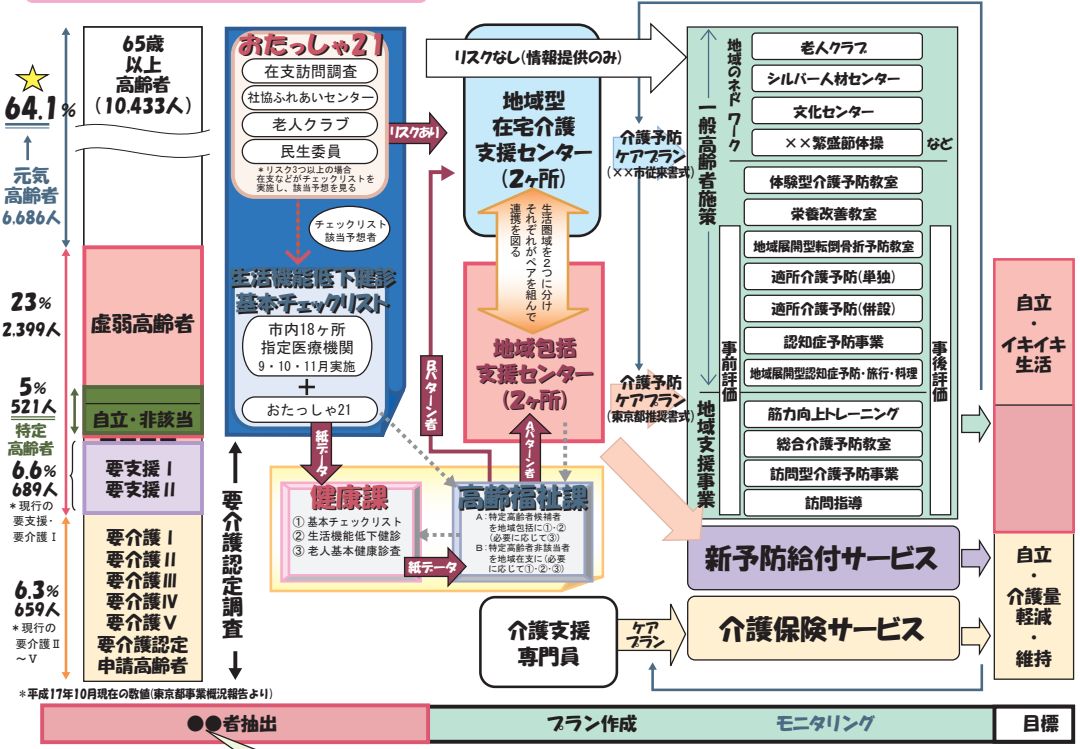 65歳
以上
高齢者
(10.433人)
64.1%
元気
高齢者
6.686人
23%
2.399人
虚弱高齢者
5%
521人
自立・非該当
特定
高齢者
6.6%
689人
＊現行の
要支援・
要介護Ⅰ
要支援Ⅰ
要支援Ⅱ
6.3%
659人
＊現行の
要介護Ⅱ
～Ⅴ
要介護Ⅰ
要介護Ⅱ
要介護Ⅲ
要介護Ⅳ
要介護Ⅴ
要介護認定
申請高齢者
要介護認定調査
＊平成17年10月現在の数値(東京都事業概況報告より)
おたっしゃ21
在支訪問調査
社協ふれあいセンター
老人クラブ
民生委員
＊リスク3つ以上の場合
在支などがチェックリストを
実施し、該当予想を見る
リスクあり
チェックリスト
該当予想者
生活機能低下健診
基本チェックリスト
市内18ヶ所
指定医療機関
9・10・11月実施
＋
おたっしゃ21
紙データ
健康課
① 基本チェックリスト
② 生活機能低下健診
③ 老人基本健康診査
紙データ
高齢福祉課
A：特定高齢者候補者
を地域包括に①・②
(必要に応じて③)
B：特定高齢者非該当者
を地域在支に(必要
に応じて①・②・③)
Bパターン者
Aパターン者
リスクなし(情報提供のみ)
地域型
在宅介護
支援センター
(2ヶ所)
生活圏域を2つに分け
それぞれがペアを組んで
連携を図る
地域包括
支援センター
(2ヶ所)
介護予防
ケアプラン
(××市従来書式)
介護予防
ケアプラン
(東京都推奨書式)
介護支援
専門員
ケア
プラン
地域のネドワーク
一般高齢者施策
地域支援事業
老人クラブ
シルバー人材センター
文化センター
××繁盛節体操
など
体験型介護予防教室
栄養改善教室
地域展開型転倒骨折予防教室
適所介護予防(単独)
適所介護予防(併設)
認知症予防事業
地域展開型認知症予防・旅行・料理
筋力向上トレーニング
総合介護予防教室
訪問型介護予防事業
訪問指導
事前評価
事後評価
新予防給付サービス
介護保険サービス
自立
・
イキイキ
生活
自立
・
介護量
軽減
・
維持
●●者抽出
プラン作成
モニタリング
目標